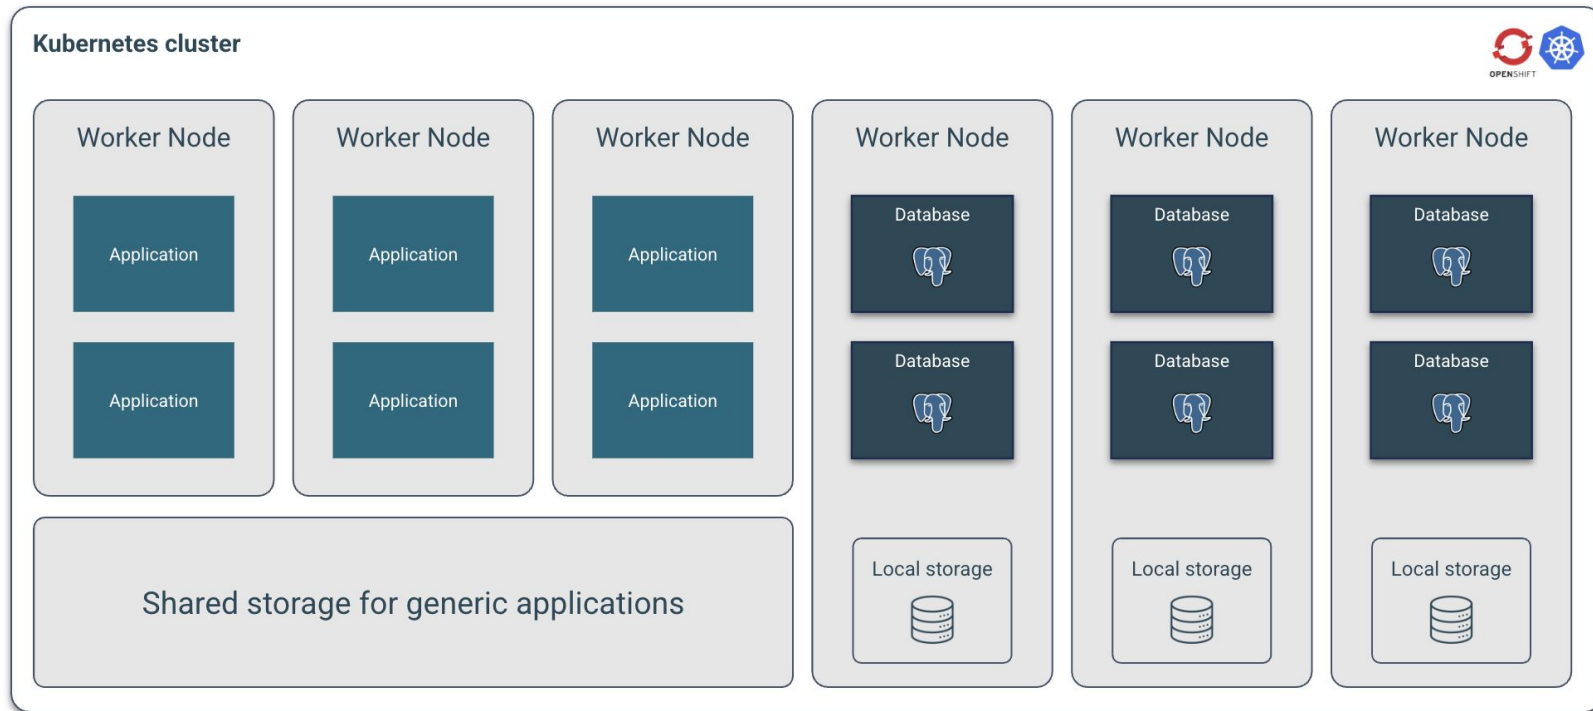 Kubernetes cluster
OPENSHIFT
Worker Node
Application
Application
Worker Node
Application
Application
Worker Node
Application
Application
Shared storage for generic applications
Worker Node
Database
Database
Local storage
Worker Node
Database
Database
Local storage
Worker Node
Database
Database
Local storage